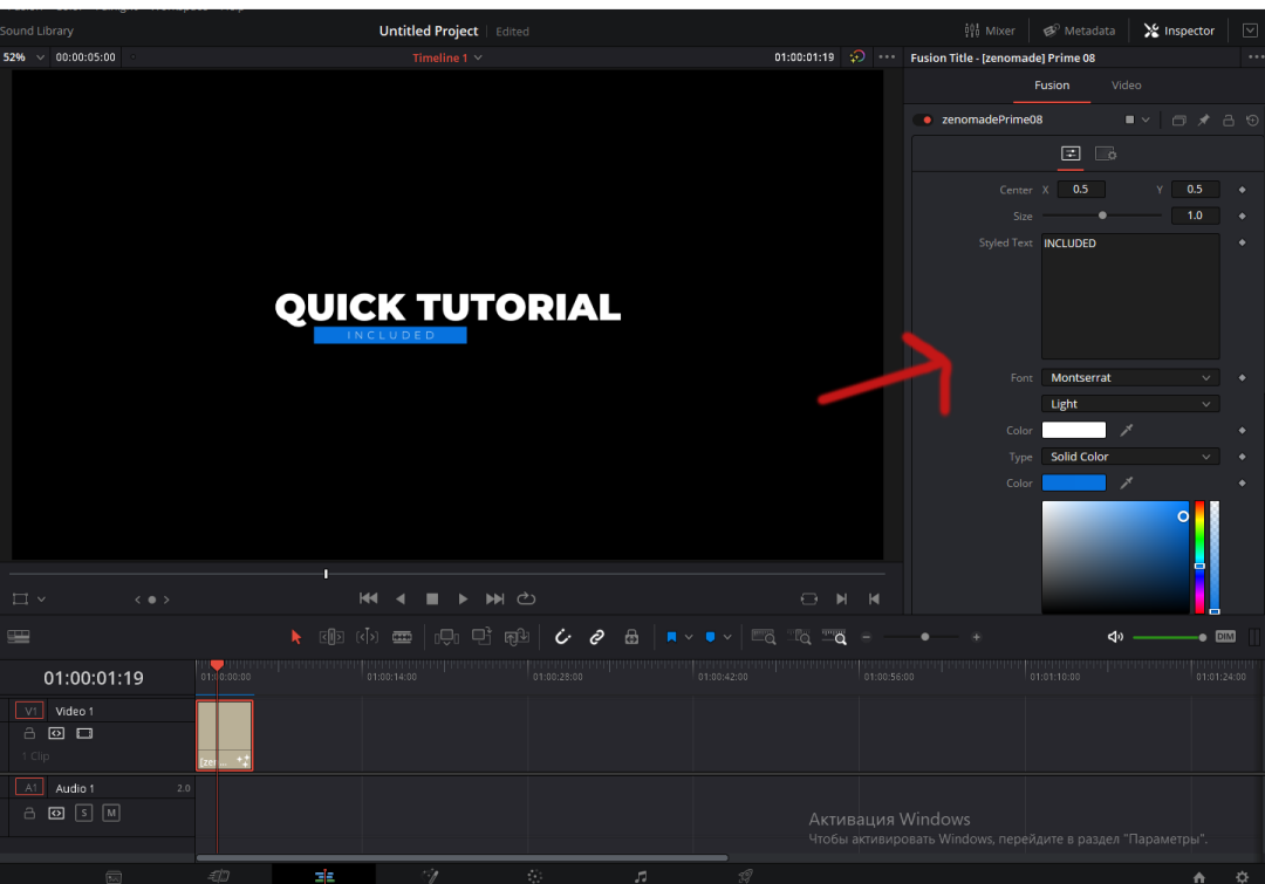 Sound Library
Untitled Project Edited
Mixer
Metadata
Inspector
52% 00:00:05:00
Timeline 1
01:00:01:19
Fusion Title - [zenomade] Prime 08
Fusion Video
zenomadePrime08
Center X 0.5 Y 0.5
Size 1.0
Styled Text INCLUDED
QUICK TUTORIAL
INCLUDED
Font Montserrat
Light
Color
Type Solid Color
Color
DIM
01:00:01:19
01:00:00:00 01:00:14:00 01:00:28:00 01:00:42:00 01:00:56:00 01:01:10:00 01:01:24:00
V1 Video 1
1 Clip
[zen...
A1 Audio 1 2.0
S M
Активация Windows
Чтобы активировать Windows, перейдите в раздел "Параметры".